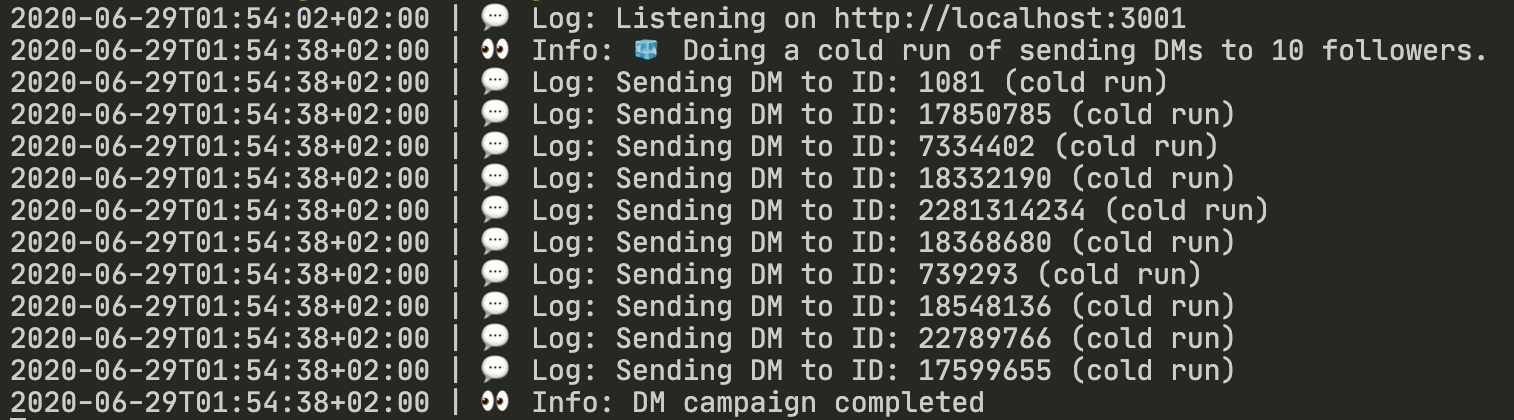 2020-06-29T01:54:02+02:00 | 💬 Log: Listening on http://localhost:3001
2020-06-29T01:54:38+02:00 | 👀 Info: 🧊 Doing a cold run of sending DMs to 10 followers.
2020-06-29T01:54:38+02:00 | 💬 Log: Sending DM to ID: 1081 (cold run)
2020-06-29T01:54:38+02:00 | 💬 Log: Sending DM to ID: 17850785 (cold run)
2020-06-29T01:54:38+02:00 | 💬 Log: Sending DM to ID: 7334402 (cold run)
2020-06-29T01:54:38+02:00 | 💬 Log: Sending DM to ID: 18332190 (cold run)
2020-06-29T01:54:38+02:00 | 💬 Log: Sending DM to ID: 2281314234 (cold run)
2020-06-29T01:54:38+02:00 | 💬 Log: Sending DM to ID: 18368680 (cold run)
2020-06-29T01:54:38+02:00 | 💬 Log: Sending DM to ID: 739293 (cold run)
2020-06-29T01:54:38+02:00 | 💬 Log: Sending DM to ID: 18548136 (cold run)
2020-06-29T01:54:38+02:00 | 💬 Log: Sending DM to ID: 22789766 (cold run)
2020-06-29T01:54:38+02:00 | 💬 Log: Sending DM to ID: 17599655 (cold run)
2020-06-29T01:54:38+02:00 | 👀 Info: DM campaign completed